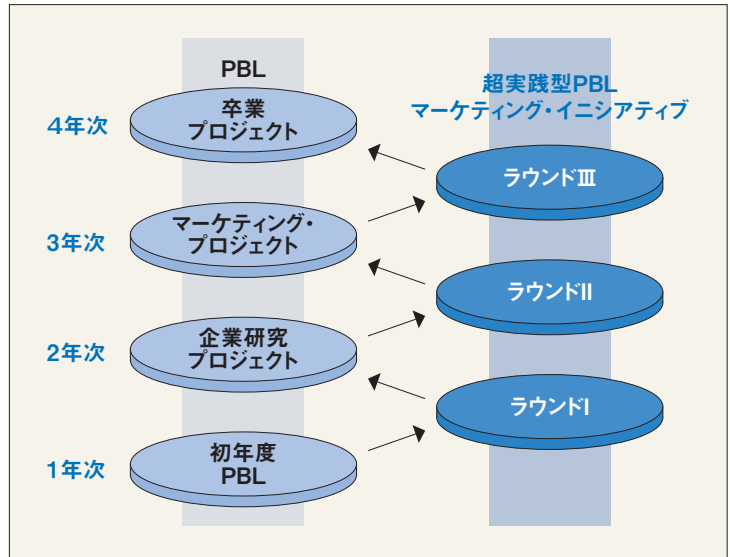 PBL
超実践型PBL
マーケティング・イニシアティブ
4年次
卒業
プロジェクト
ラウンドⅢ
3年次
マーケティング・
プロジェクト
ラウンドⅡ
2年次
企業研究
プロジェクト
ラウンドⅠ
1年次
初年度
PBL